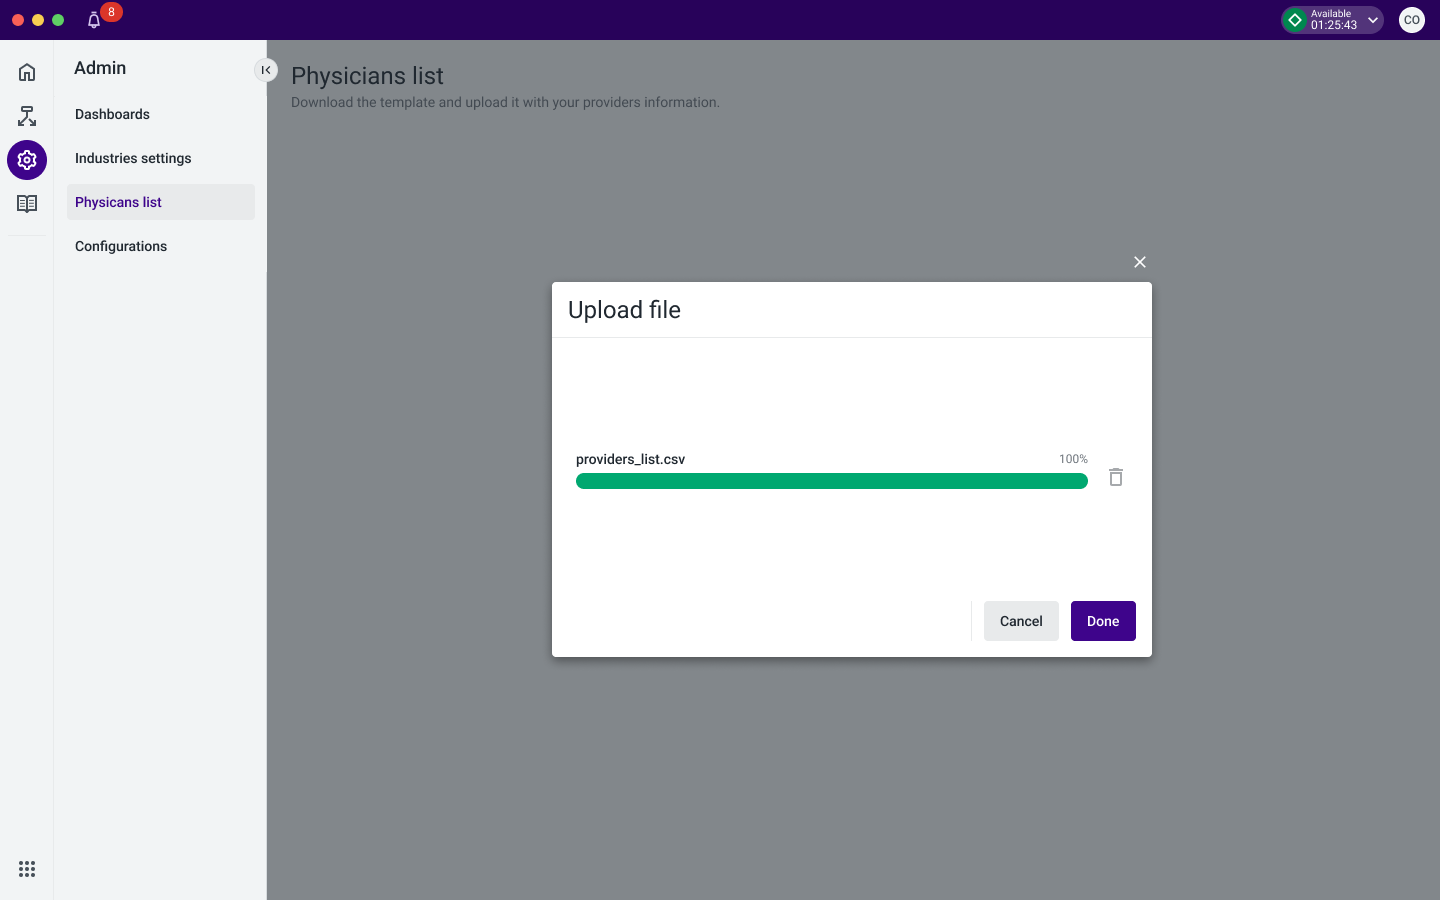 8
Available
01:25:43
CO
Admin
Dashboards
Industries settings
Physicans list
Configurations
Physicians list
Download the template and upload it with your providers information.
Upload file
providers_list.csv
100%
Cancel
Done